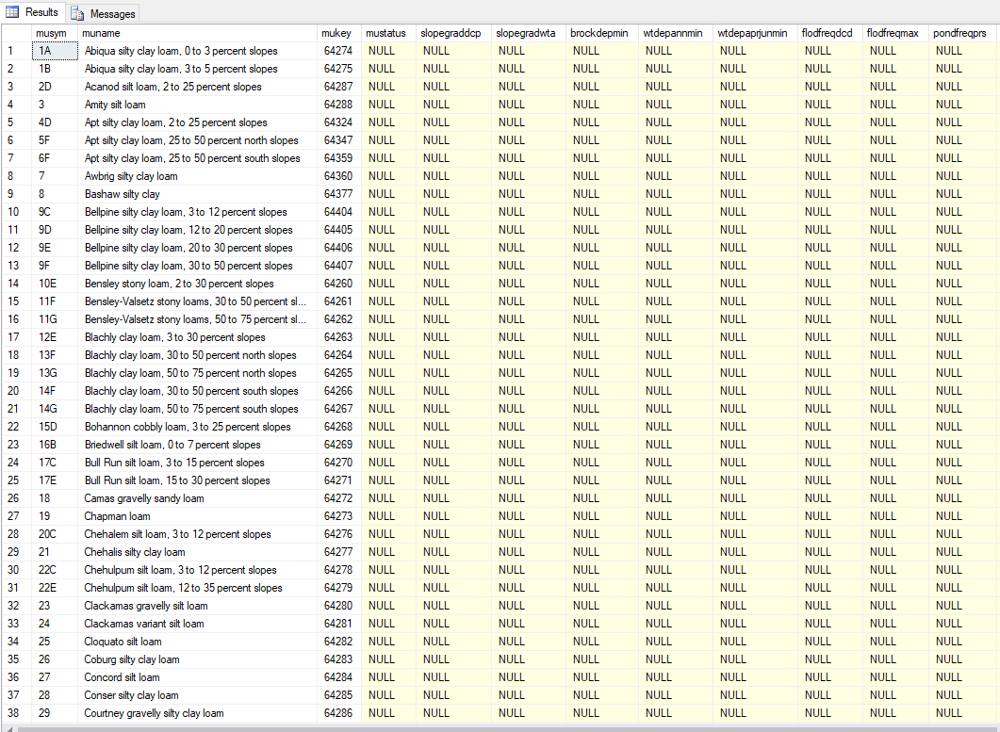 Results Messages
musym muname mukey mustatus slopegraddcp slopegradwta brockdepmin wtdepannmin wtdepaprjunmin flodfreqdcd flodfreqmax pondfreqprs
1 1A Abiqua silty clay loam, 0 to 3 percent slopes 64274 NULL NULL NULL NULL NULL NULL NULL NULL NULL
2 1B Abiqua silty clay loam, 3 to 5 percent slopes 64275 NULL NULL NULL NULL NULL NULL NULL NULL NULL
3 2D Acanod silt loam, 2 to 25 percent slopes 64287 NULL NULL NULL NULL NULL NULL NULL NULL NULL
4 3 Amity silt loam 64288 NULL NULL NULL NULL NULL NULL NULL NULL NULL
5 4D Apt silty clay loam, 2 to 25 percent slopes 64324 NULL NULL NULL NULL NULL NULL NULL NULL NULL
6 5F Apt silty clay loam, 25 to 50 percent north slopes 64347 NULL NULL NULL NULL NULL NULL NULL NULL NULL
7 6F Apt silty clay loam, 25 to 50 percent south slopes 64359 NULL NULL NULL NULL NULL NULL NULL NULL NULL
8 7 Awbrig silty clay loam 64360 NULL NULL NULL NULL NULL NULL NULL NULL NULL
9 8 Bashaw silty clay 64377 NULL NULL NULL NULL NULL NULL NULL NULL NULL
10 9C Bellpine silty clay loam, 3 to 12 percent slopes 64404 NULL NULL NULL NULL NULL NULL NULL NULL NULL
11 9D Bellpine silty clay loam, 12 to 20 percent slopes 64405 NULL NULL NULL NULL NULL NULL NULL NULL NULL
12 9E Bellpine silty clay loam, 20 to 30 percent slopes 64406 NULL NULL NULL NULL NULL NULL NULL NULL NULL
13 9F Bellpine silty clay loam, 30 to 50 percent slopes 64407 NULL NULL NULL NULL NULL NULL NULL NULL NULL
14 10E Bensley stony loam, 2 to 30 percent slopes 64260 NULL NULL NULL NULL NULL NULL NULL NULL NULL
15 11F Bensley-Valsetz stony loams, 30 to 50 percent sl... 64261 NULL NULL NULL NULL NULL NULL NULL NULL NULL
16 11G Bensley-Valsetz stony loams, 50 to 75 percent sl... 64262 NULL NULL NULL NULL NULL NULL NULL NULL NULL
17 12E Blachly clay loam, 3 to 30 percent slopes 64263 NULL NULL NULL NULL NULL NULL NULL NULL NULL
18 13F Blachly clay loam, 30 to 50 percent north slopes 64264 NULL NULL NULL NULL NULL NULL NULL NULL NULL
19 13G Blachly clay loam, 50 to 75 percent north slopes 64265 NULL NULL NULL NULL NULL NULL NULL NULL NULL
20 14F Blachly clay loam, 30 to 50 percent south slopes 64266 NULL NULL NULL NULL NULL NULL NULL NULL NULL
21 14G Blachly clay loam, 50 to 75 percent south slopes 64267 NULL NULL NULL NULL NULL NULL NULL NULL NULL
22 15D Bohannon cobbly loam, 3 to 25 percent slopes 64268 NULL NULL NULL NULL NULL NULL NULL NULL NULL
23 16B Briedwell silt loam, 0 to 7 percent slopes 64269 NULL NULL NULL NULL NULL NULL NULL NULL NULL
24 17C Bull Run silt loam, 3 to 15 percent slopes 64270 NULL NULL NULL NULL NULL NULL NULL NULL NULL
25 17E Bull Run silt loam, 15 to 30 percent slopes 64271 NULL NULL NULL NULL NULL NULL NULL NULL NULL
26 18 Camas gravelly sandy loam 64272 NULL NULL NULL NULL NULL NULL NULL NULL NULL
27 19 Chapman loam 64273 NULL NULL NULL NULL NULL NULL NULL NULL NULL
28 20C Chehalem silt loam, 3 to 12 percent slopes 64276 NULL NULL NULL NULL NULL NULL NULL NULL NULL
29 21 Chehalis silty clay loam 64277 NULL NULL NULL NULL NULL NULL NULL NULL NULL
30 22C Chehulpum silt loam, 3 to 12 percent slopes 64278 NULL NULL NULL NULL NULL NULL NULL NULL NULL
31 22E Chehulpum silt loam, 12 to 35 percent slopes 64279 NULL NULL NULL NULL NULL NULL NULL NULL NULL
32 23 Clackamas gravelly silt loam 64280 NULL NULL NULL NULL NULL NULL NULL NULL NULL
33 24 Clackamas variant silt loam 64281 NULL NULL NULL NULL NULL NULL NULL NULL NULL
34 25 Cloquato silt loam 64282 NULL NULL NULL NULL NULL NULL NULL NULL NULL
35 26 Coburg silty clay loam 64283 NULL NULL NULL NULL NULL NULL NULL NULL NULL
36 27 Concord silt loam 64284 NULL NULL NULL NULL NULL NULL NULL NULL NULL
37 28 Conser silty clay loam 64285 NULL NULL NULL NULL NULL NULL NULL NULL NULL
38 29 Courtney gravelly silty clay loam 64286 NULL NULL NULL NULL NULL NULL NULL NULL NULL